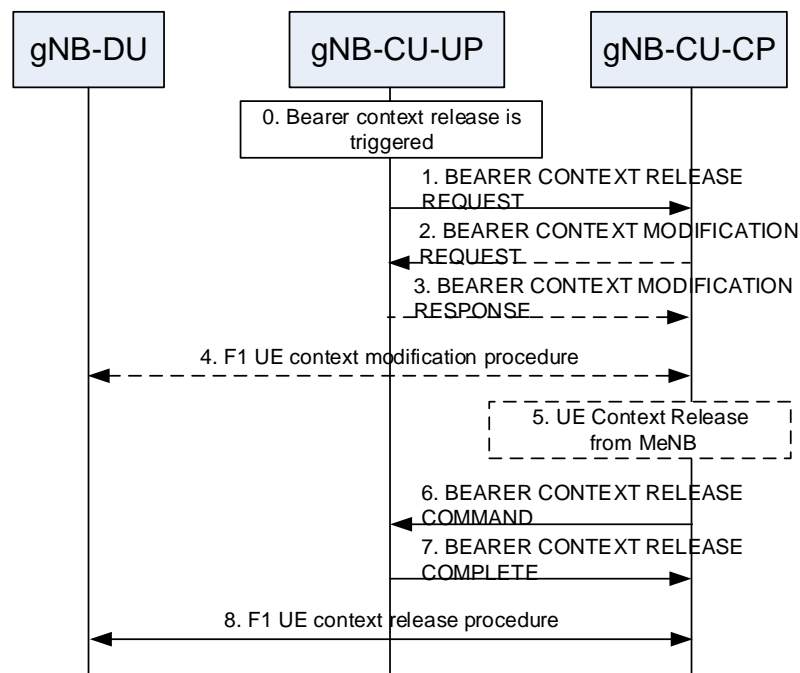 gNB-DU
gNB-CU-UP
gNB-CU-CP
0. Bearer context release is
triggered
1. BEARER CONTEXT RELEASE
REQUEST
2. BEARER CONTEXT MODIFICATION
REQUEST
3. BEARER CONTEXT MODIFICATION
RESPONSE
4. F1 UE context modification procedure
5. UE Context Release
from MeNB
6. BEARER CONTEXT RELEASE
COMMAND
7. BEARER CONTEXT RELEASE
COMPLETE
8. F1 UE context release procedure